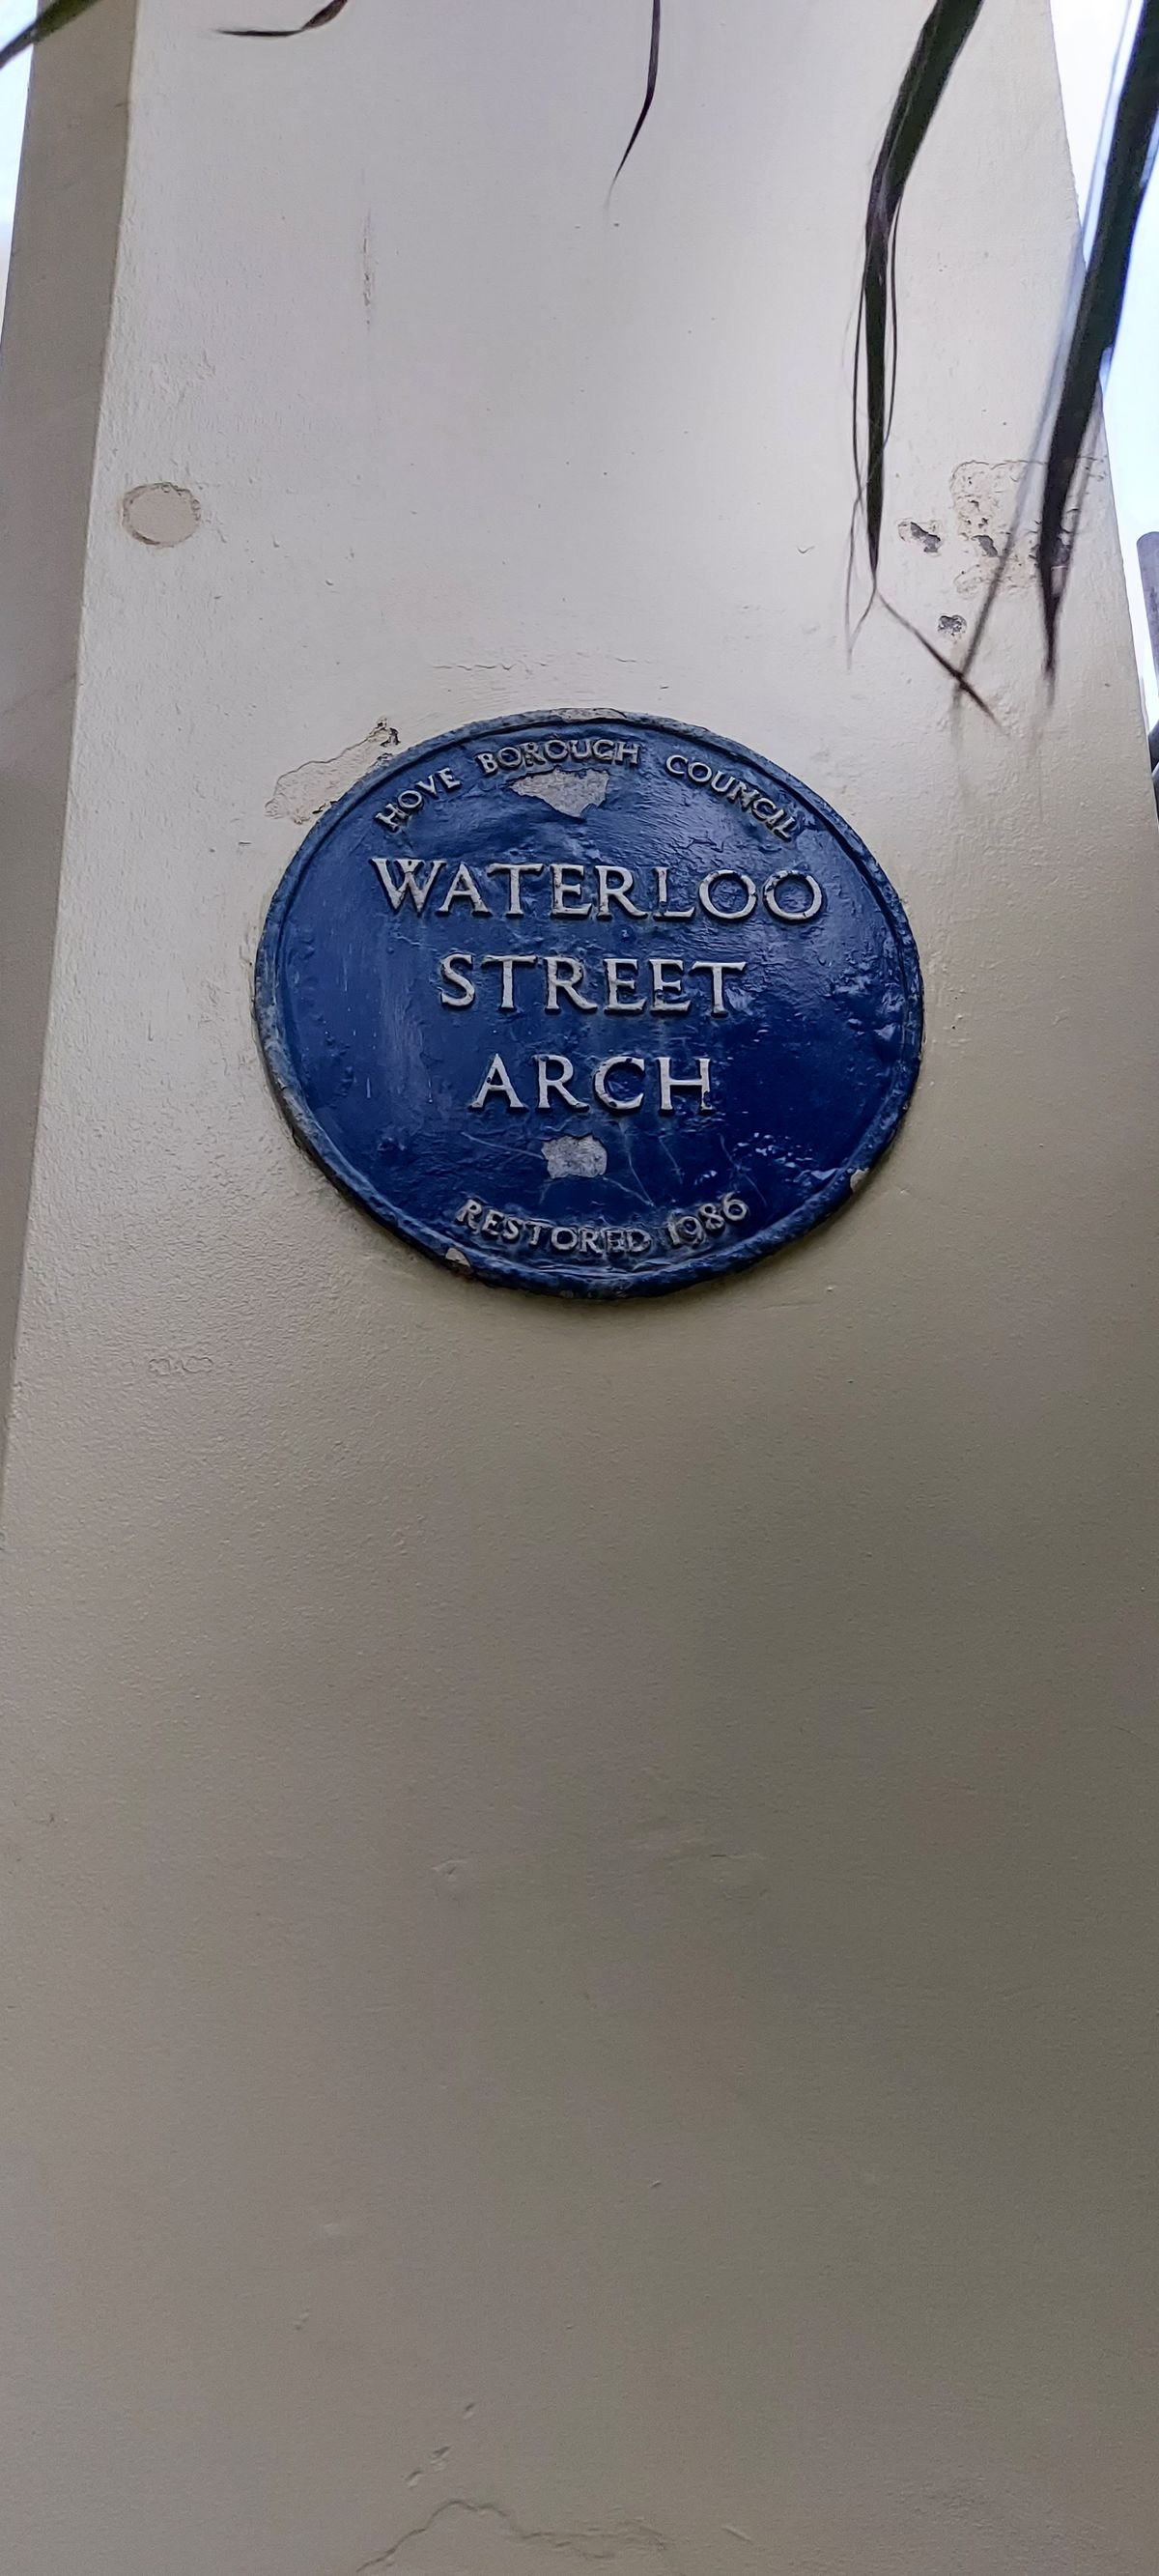 HOVE BOROUGH COUNCIL
WATERLOO
STREET
ARCH
RESTORED 1986